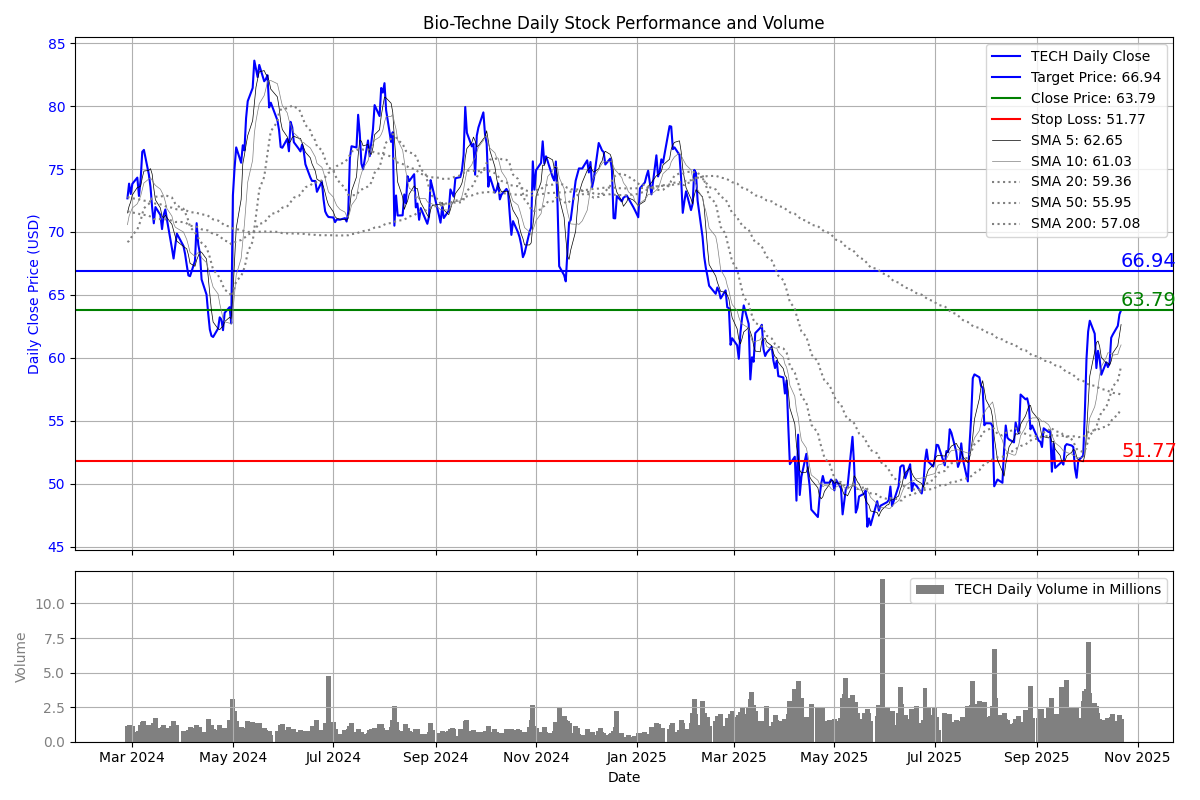 Bio-Techne Daily Stock Performance and Volume
85
80
75
70
65
60
55
50
45
Daily Close Price (USD)
TECH Daily Close
Target Price: 66.94
Close Price: 63.79
Stop Loss: 51.77
SMA 5: 62.65
SMA 10: 61.03
SMA 20: 59.36
SMA 50: 55.95
SMA 200: 57.08
66.94
63.79
51.77
10.0
7.5
5.0
2.5
0.0
Volume
TECH Daily Volume in Millions
Mar 2024 May 2024 Jul 2024 Sep 2024 Nov 2024 Jan 2025 Mar 2025 May 2025 Jul 2025 Sep 2025 Nov 2025
Date